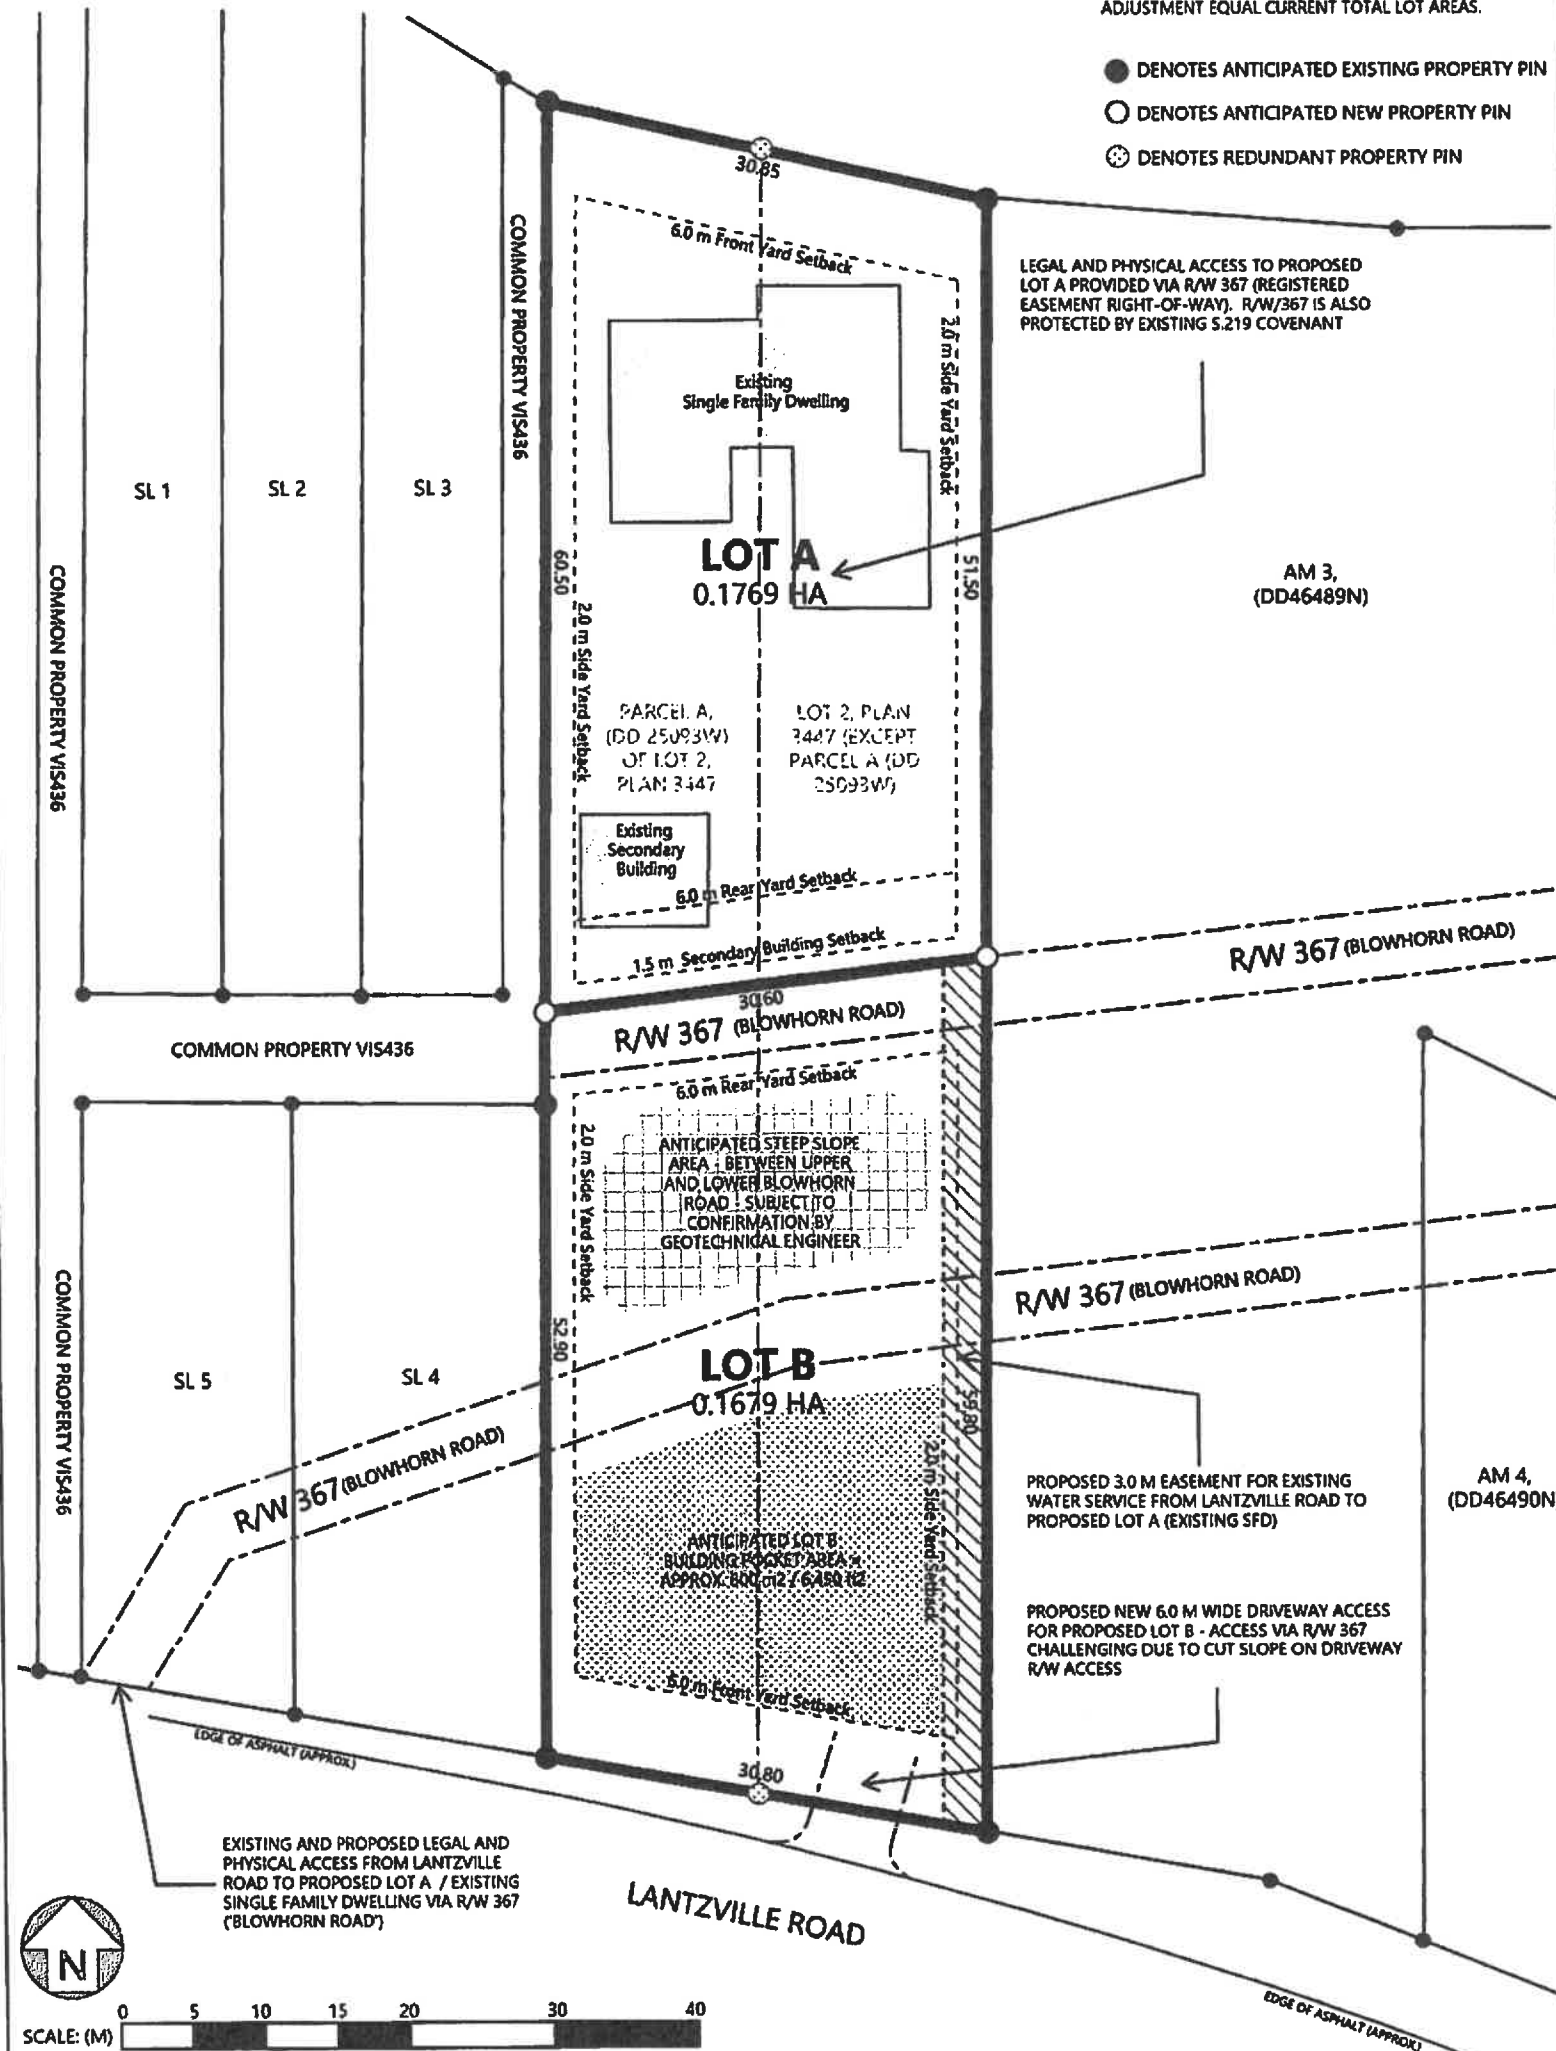 ADJUSTMENT EQUAL CURRENT TOTAL LOT AREAS.
DENOTES ANTICIPATED EXISTING PROPERTY PIN
DENOTES ANTICIPATED NEW PROPERTY PIN
DENOTES REDUNDANT PROPERTY PIN
30.85
6.0 m Front Yard Setback
COMMON PROPERTY VIS436
LEGAL AND PHYSICAL ACCESS TO PROPOSED
LOT A PROVIDED VIA R/W 367 (REGISTERED
EASEMENT RIGHT-OF-WAY). R/W/367 IS ALSO
PROTECTED BY EXISTING S.219 COVENANT
2.0 m Side Yard Setback
Existing
Single Family Dwelling
SL 1
SL 2
SL 3
LOT A
0.1769 HA
60.50
51.50
AM 3,
(DD46489N)
COMMON PROPERTY VIS436
2.0 m Side Yard Setback
PARCEL A,
(DD 25093W)
OF LOT 2,
PLAN 3447
LOT 2, PLAN
3447 (EXCEPT
PARCEL A (DD
25093W)
Existing
Secondary
Building
6.0 m Rear Yard Setback
1.5 m Secondary Building Setback
30.60
R/W 367 (BLOWHORN ROAD)
R/W 367 (BLOWHORN ROAD)
COMMON PROPERTY VIS436
6.0 m Rear Yard Setback
2.0 m Side Yard Setback
ANTICIPATED STEEP SLOPE
AREA - BETWEEN UPPER
AND LOWER BLOWHORN
ROAD - SUBJECT TO
CONFIRMATION BY
GEOTECHNICAL ENGINEER
COMMON PROPERTY VIS436
R/W 367 (BLOWHORN ROAD)
52.90
LOT B
0.1679 HA
59.80
SL 5
SL 4
R/W 367 (BLOWHORN ROAD)
2.0 m Side Yard Setback
PROPOSED 3.0 M EASEMENT FOR EXISTING
WATER SERVICE FROM LANTZVILLE ROAD TO
PROPOSED LOT A (EXISTING SFD)
AM 4,
(DD46490N
ANTICIPATED LOT B
BUILDING POCKET AREA =
APPROX. 600 m2 / 6,450 ft2
PROPOSED NEW 6.0 M WIDE DRIVEWAY ACCESS
FOR PROPOSED LOT B - ACCESS VIA R/W 367
CHALLENGING DUE TO CUT SLOPE ON DRIVEWAY
R/W ACCESS
6.0 m Front Yard Setback
EDGE OF ASPHALT (APPROX.)
30.80
EXISTING AND PROPOSED LEGAL AND
PHYSICAL ACCESS FROM LANTZVILLE
ROAD TO PROPOSED LOT A / EXISTING
SINGLE FAMILY DWELLING VIA R/W 367
('BLOWHORN ROAD')
LANTZVILLE ROAD
N
EDGE OF ASPHALT (APPROX.)
0 5 10 15 20 30 40
SCALE: (M)